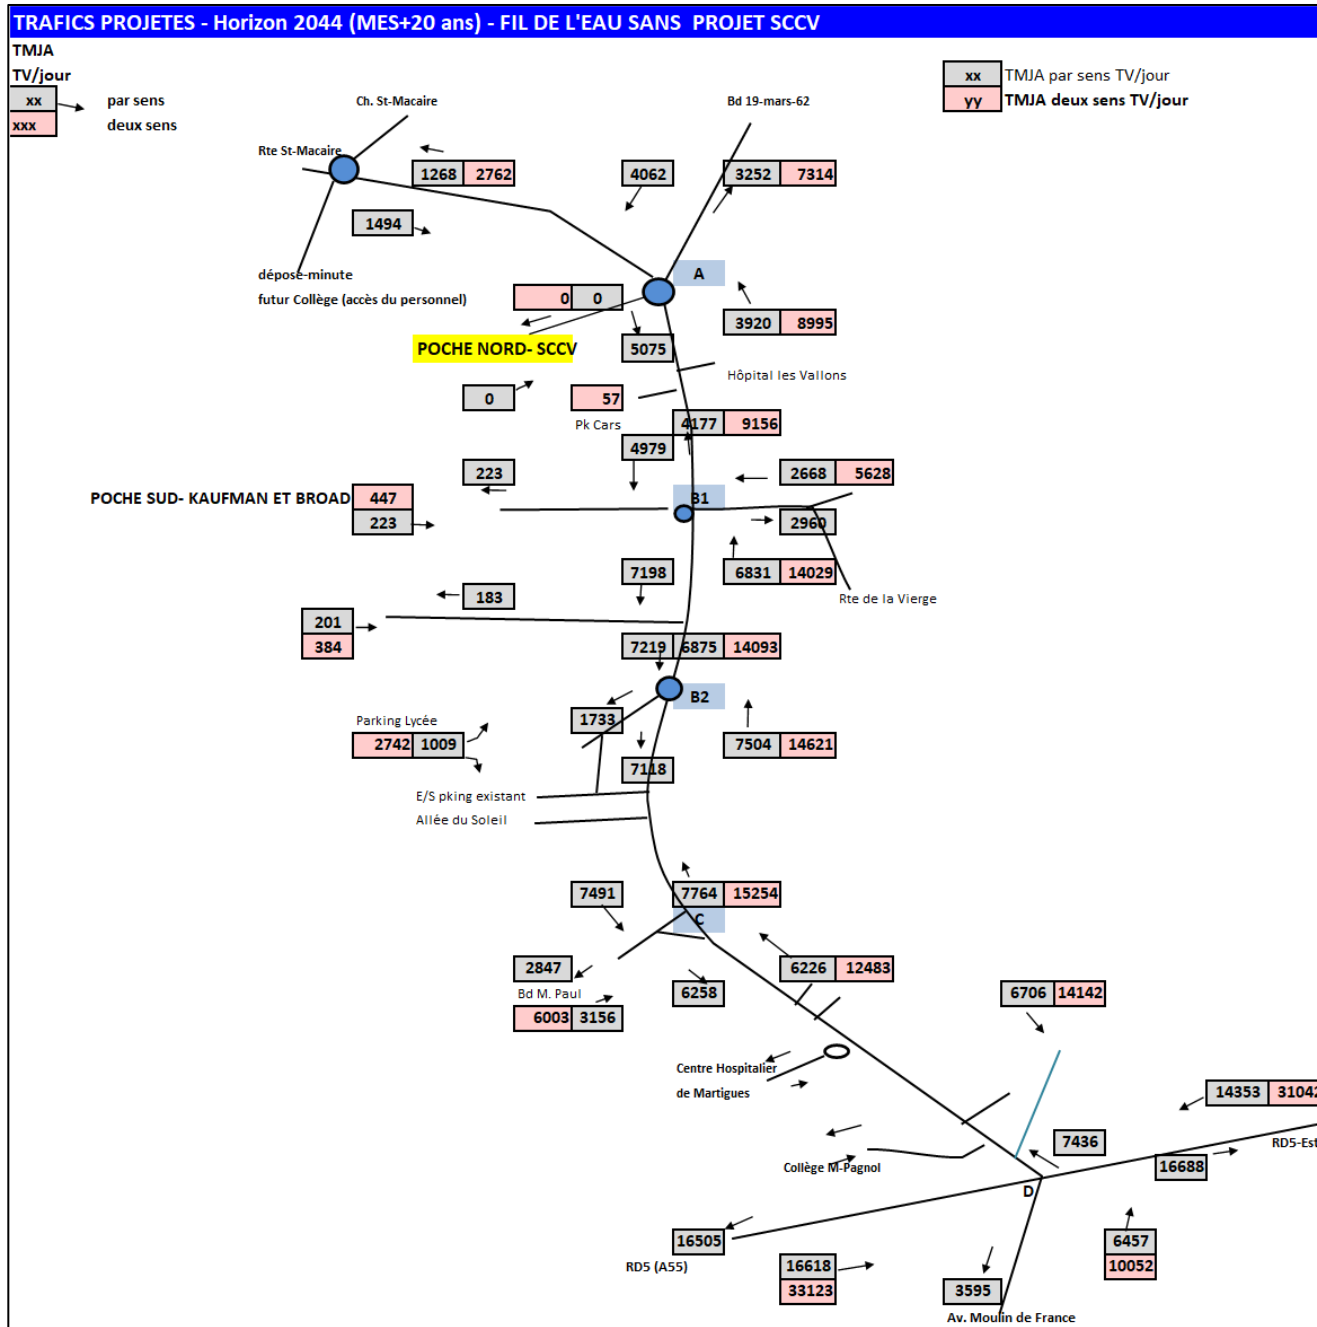 TRAFICS PROJETES - Horizon 2044 (MES+20 ans) - FIL DE L'EAU SANS PROJET SCCV
TMJA
TV/jour
xx par sens
xxx deux sens
xx TMJA par sens TV/jour
yy TMJA deux sens TV/jour
Ch. St-Macaire
Bd 19-mars-62
Rte St-Macaire
1268 2762
4062
3252 7314
1494
A
dépose-minute
futur Collège (accès du personnel)
0 0
3920 8995
POCHE NORD- SCCV
5075
Hôpital les Vallons
0
57
Pk Cars
4177 9156
4979
223
2668 5628
POCHE SUD- KAUFMAN ET BROAD
447
B1
223
2960
7198
6831 14029
183
Rte de la Vierge
201
384
7219 6875 14093
B2
Parking Lycée
1733
2742 1009
7504 14621
7118
E/S pking existant
Allée du Soleil
7491
7764 15254
C
2847
6226 12483
Bd M. Paul
6258
6706 14142
6003 3156
Centre Hospitalier
de Martigues
14353 31042
7436
RD5-Est
Collège M-Pagnol
16688
D
16505
6457
10052
RD5 (A55)
16618
33123
3595
Av. Moulin de France